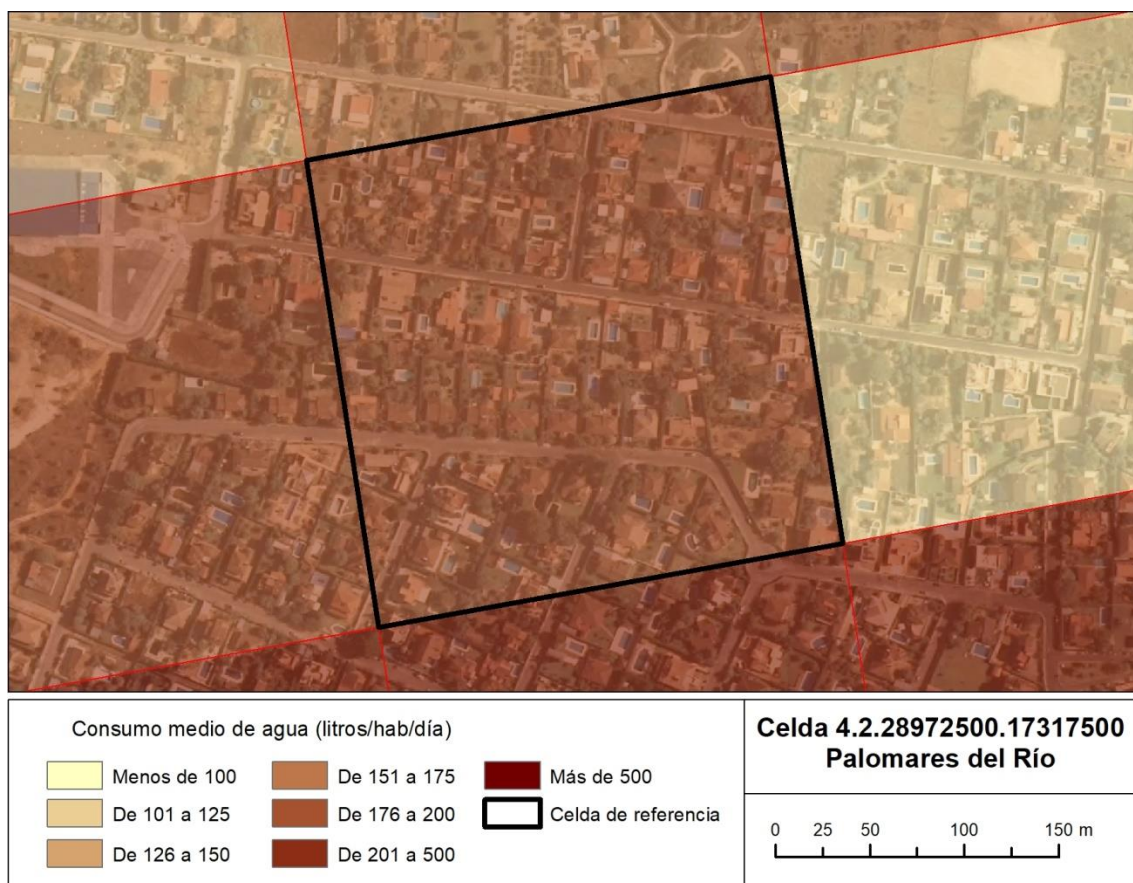 Consumo medio de agua (litros/hab/día)
Menos de 100
De 101 a 125
De 126 a 150
De 151 a 175
De 176 a 200
De 201 a 500
Más de 500
Celda de referencia
Celda 4.2.28972500.17317500
Palomares del Río
0 25 50 100 150 m